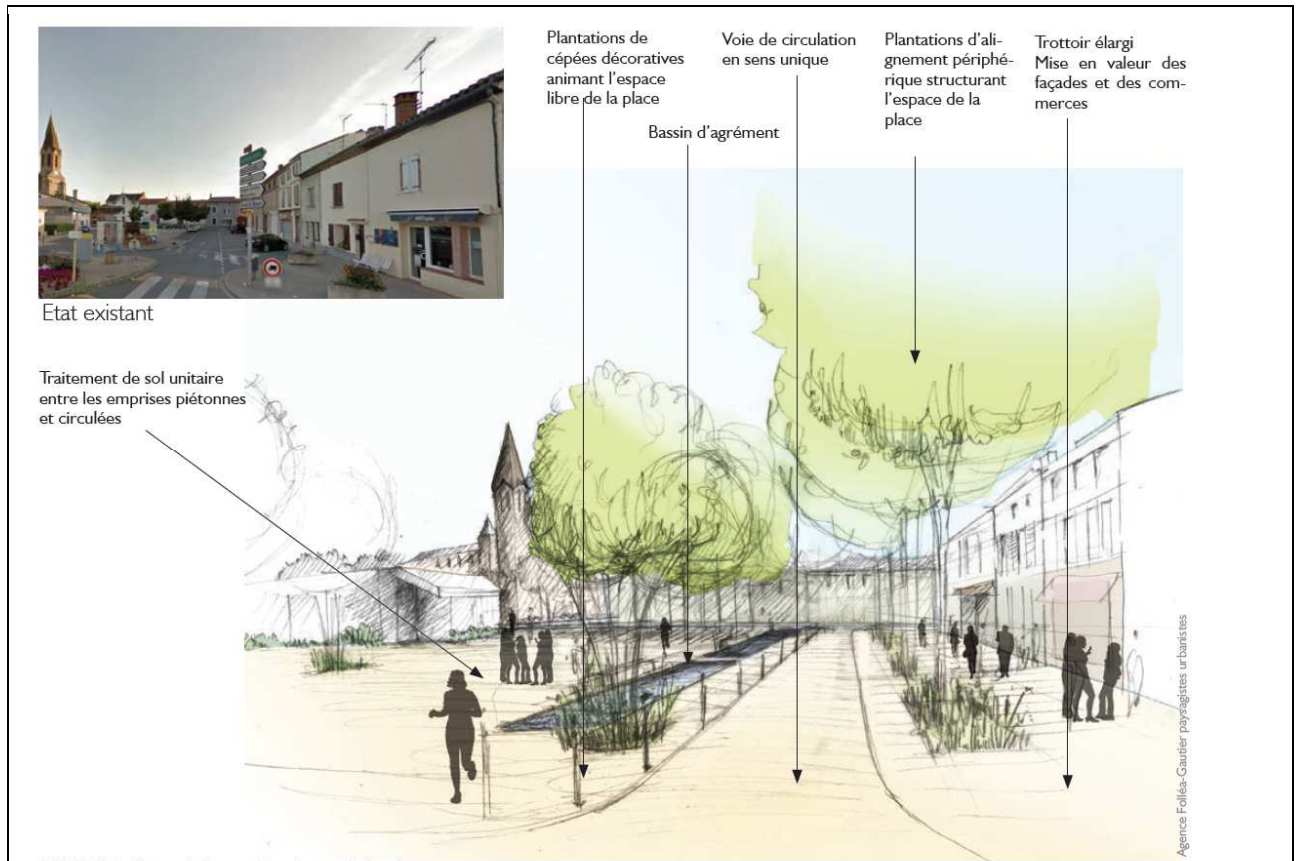 Plantations de
cépées décoratives
animant l'espace
libre de la place
Voie de circulation
en sens unique
Plantations d'ali-
gnement périphé-
rique structurant
l'espace de la
place
Trottoir élargi
Mise en valeur des
façades et des com-
merces
Bassin d'agrément
Etat existant
Traitement de sol unitaire
entre les emprises piétonnes
et circulées
Agence Folléa-Gautier paysagistes urbanistes